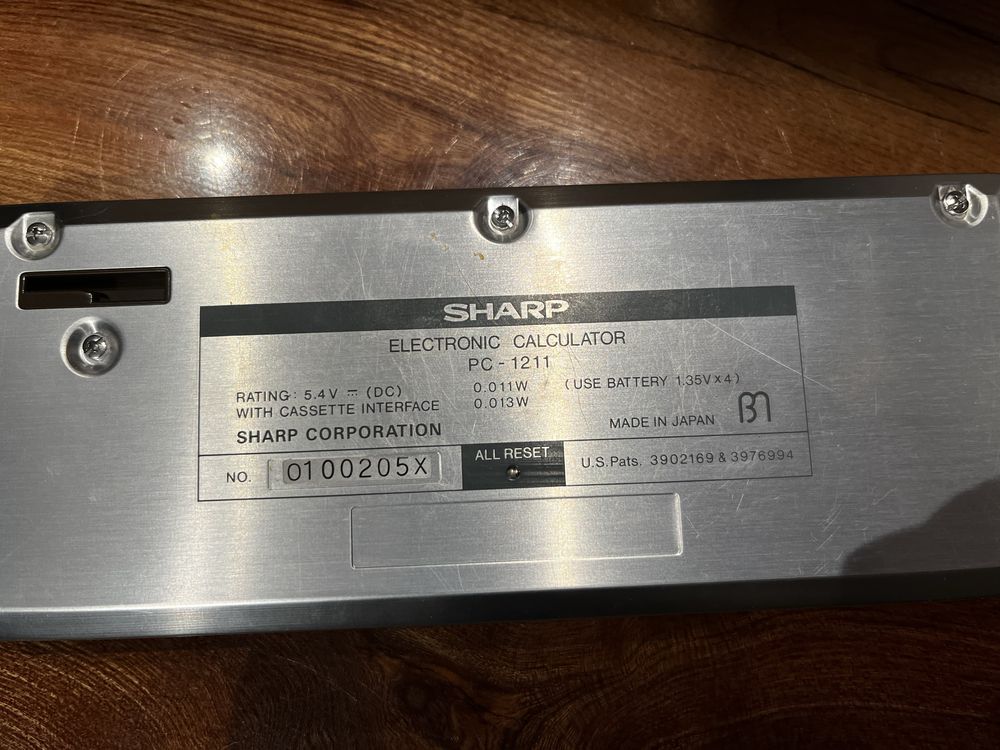 SHARP
ELECTRONIC CALCULATOR
PC - 1211
RATING: 5.4V ⎓ (DC) 0.011W (USE BATTERY 1.35V×4)
WITH CASSETTE INTERFACE 0.013W
SHARP CORPORATION MADE IN JAPAN
NO. 0100205X ALL RESET U.S.Pats. 3902169 & 3976994